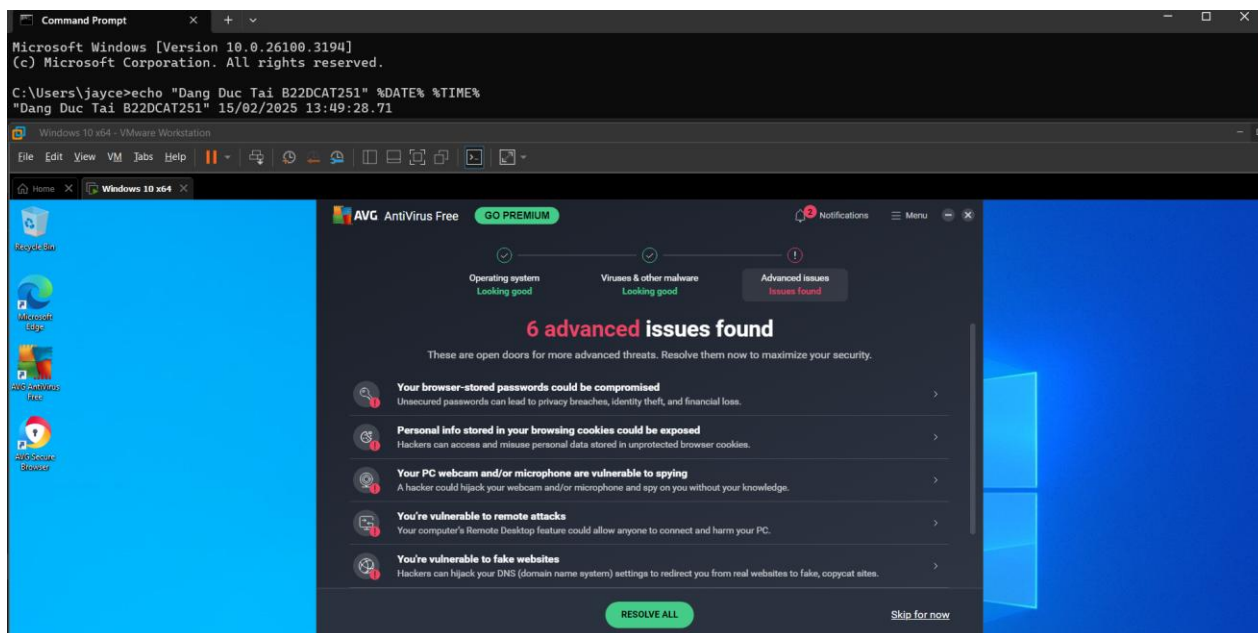 Command Prompt
Microsoft Windows [Version 10.0.26100.3194]
(c) Microsoft Corporation. All rights reserved.
C:\Users\jayce>echo "Dang Duc Tai B22DCAT251" %DATE% %TIME%
"Dang Duc Tai B22DCAT251" 15/02/2025 13:49:28.71
Windows 10 x64 - VMware Workstation
File Edit View VM Tabs Help
Home Windows 10 x64
Recycle Bin
Microsoft
Edge
AVG AntiVirus
Free
AVG Secure
Browser
AVG AntiVirus Free GO PREMIUM 2 Notifications Menu
Operating system Viruses & other malware Advanced issues
Looking good Looking good Issues found
6 advanced issues found
These are open doors for more advanced threats. Resolve them now to maximize your security.
Your browser-stored passwords could be compromised
Unsecured passwords can lead to privacy breaches, identity theft, and financial loss.
Personal info stored in your browsing cookies could be exposed
Hackers can access and misuse personal data stored in unprotected browser cookies.
Your PC webcam and/or microphone are vulnerable to spying
A hacker could hijack your webcam and/or microphone and spy on you without your knowledge.
You're vulnerable to remote attacks
Your computer's Remote Desktop feature could allow anyone to connect and harm your PC.
You're vulnerable to fake websites
Hackers can hijack your DNS (domain name system) settings to redirect you from real websites to fake, copycat sites.
RESOLVE ALL Skip for now